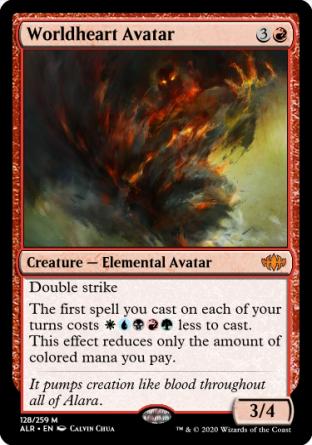 Worldheart Avatar 3
Creature — Elemental Avatar
Double strike
The first spell you cast on each of your
turns costs less to cast.
This effect reduces only the amount of
colored mana you pay.
It pumps creation like blood throughout
all of Alara.
3/4
128/259 M
ALR • EN Calvin Chua
™ & © 2020 Wizards of the Coast